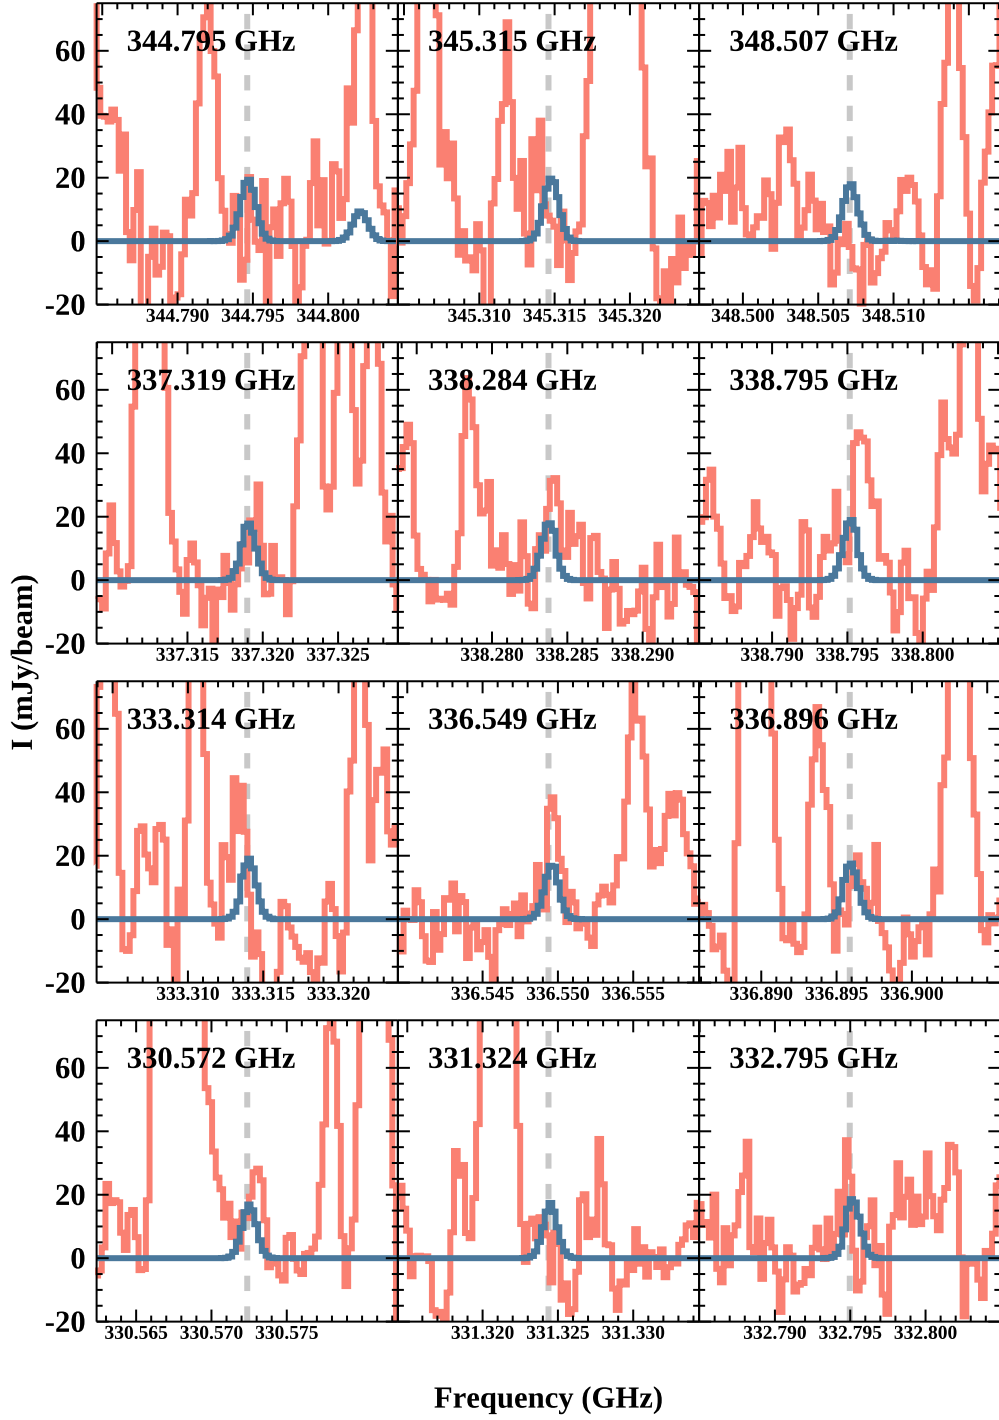 344.795 GHz 345.315 GHz 348.507 GHz
60
40
20
0
-20
344.790 344.795 344.800 345.310 345.315 345.320 348.500 348.505 348.510
337.319 GHz 338.284 GHz 338.795 GHz
60
40
20
0
-20
337.315 337.320 337.325 338.280 338.285 338.290 338.790 338.795 338.800
I (mJy/beam)
333.314 GHz 336.549 GHz 336.896 GHz
60
40
20
0
-20
333.310 333.315 333.320 336.545 336.550 336.555 336.890 336.895 336.900
330.572 GHz 331.324 GHz 332.795 GHz
60
40
20
0
-20
330.565 330.570 330.575 331.320 331.325 331.330 332.790 332.795 332.800
Frequency (GHz)